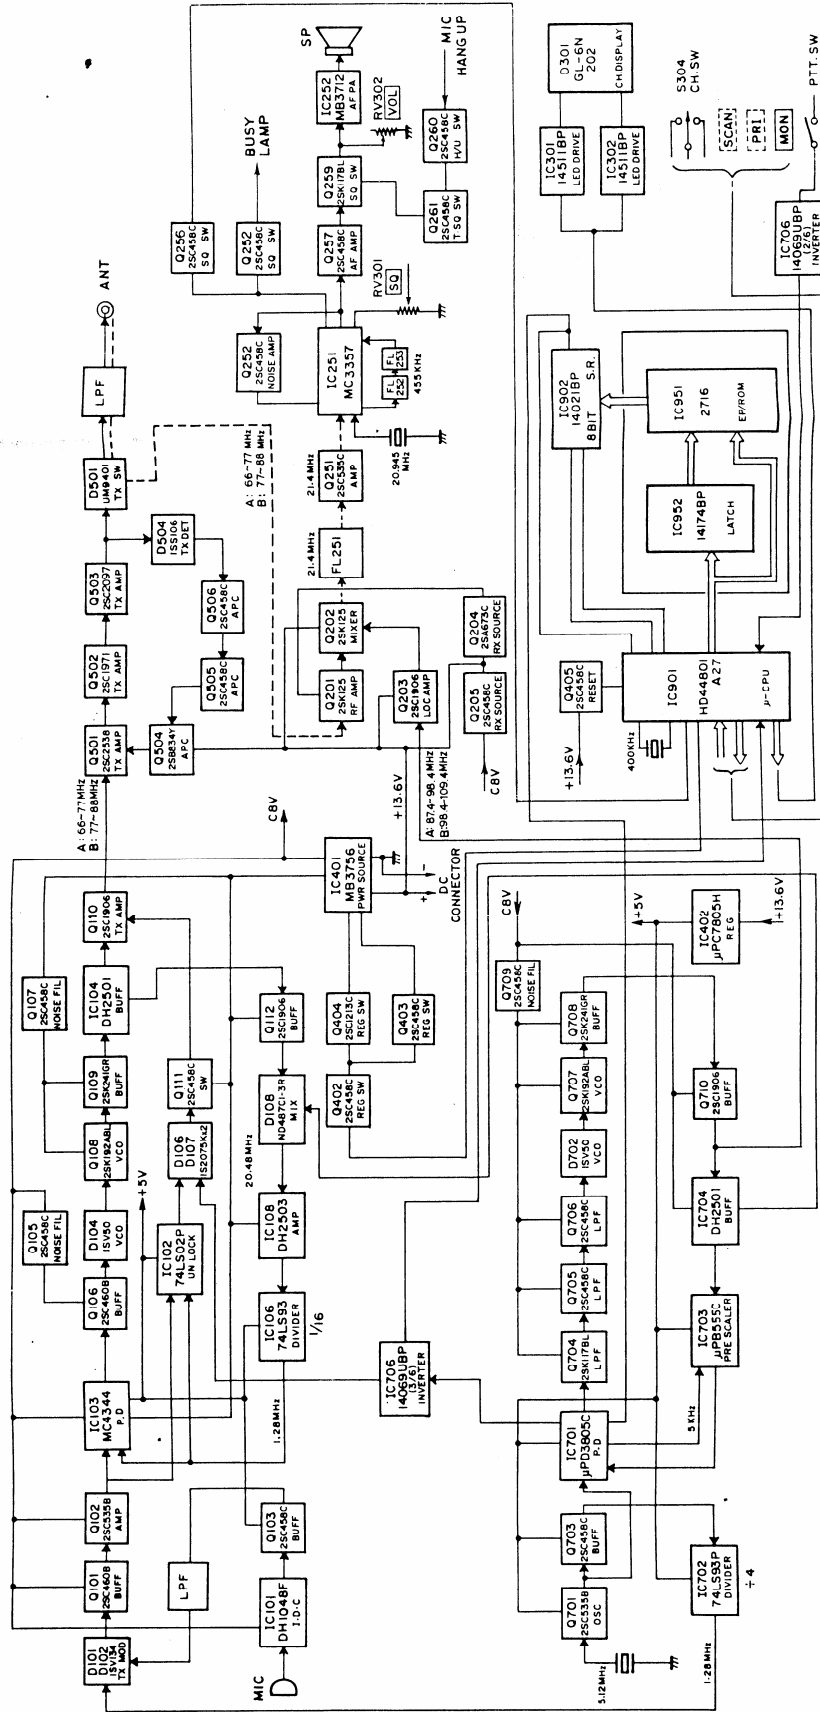 D101
D102
1SV134
TX MOD
Q101
2SC460B
BUFF
Q102
2SC535B
AMP
IC103
MC4344
P.D
Q106
2SC460B
BUFF
Q105
2SC458C
NOISE FIL
D104
1SV50
VCO
Q108
2SK192ABL
VCO
Q109
2SK241GR
BUFF
Q107
2SC458C
NOISE FIL
IC104
DH2501
BUFF
Q110
2SC1906
TX AMP
A: 66-77MHz
B: 77-88MHz
Q501
2SC2538
TX AMP
Q502
2SC1971
TX AMP
Q503
2SC2097
TX AMP
D501
UM9401
TX SW
LPF
ANT
Q504
2SB834Y
APC
Q505
2SC458C
APC
Q506
2SC458C
APC
D504
1SS106
TX DET
MIC
IC101
DH1048F
I.D.C
LPF
Q103
2SC458C
BUFF
IC102
74LS02P
UN LOCK
+5V
D106
D107
1S2075Kx2
Q111
2SC458C
SW
1.28MHz
IC106
74LS93
DIVIDER
1/16
IC108
DH2503
AMP
20.48MHz
D108
ND487C1-3R
MIX
Q112
2SC1906
BUFF
C8V
IC401
MB3756
PWR SOURCE
Q404
2SC1213C
REG SW
Q403
2SC458C
REG SW
Q402
2SC458C
REG SW
+ -
DC
CONNECTOR
+13.6V
A: 66-77 MHz
B: 77-88 MHz
Q201
2SK125
RF AMP
Q202
2SK125
MIXER
21.4MHz
FL251
21.4MHz
Q251
2SC535C
AMP
IC251
MC3357
Q252
2SC458C
NOISE AMP
Q256
2SC458C
SQ SW
Q252
2SC458C
SQ SW
BUSY
LAMP
Q257
2SC458C
AF AMP
Q259
2SK117BL
SQ SW
IC252
MB3712
AF PA
SP
RV302
VOL
RV301
SQ
FL
252
FL
253
455KHz
20.945
MHz
Q261
2SC458C
T SQ SW
Q260
2SC458C
H/U SW
MIC
HANG UP
Q203
2SC1906
LOC AMP
A: 87.4-98.4MHz
B:98.4-109.4MHz
Q204
2SA673C
RX SOURCE
Q205
2SC458C
RX SOURCE
C8V
IC706
14069UBP
(3/6)
INVERTER
5.12MHz
Q701
2SC535B
OSC
Q703
2SC458C
BUFF
IC701
µPD3805C
P.D
Q704
2SK117BL
LPF
Q705
2SC458C
LPF
Q706
2SC458C
LPF
D702
1SV50
VCO
Q707
2SK192ABL
VCO
Q708
2SK241GR
BUFF
Q709
2SC458C
NOISE FIL
C8V
1.28MHz
IC702
74LS93P
DIVIDER
÷4
5KHz
IC703
µPB555C
PRE SCALER
IC704
DH2501
BUFF
Q710
2SC1906
BUFF
+5V
IC402
µPC7805H
REG
+13.6V
+13.6V
Q405
2SC458C
RESET
400KHz
IC901
HD44801
A27
µ-CPU
IC902
14021BP
8BIT S.R.
IC952
14174BP
LATCH
IC951
2716
EP/ROM
IC301
14511BP
LED DRIVE
IC302
14511BP
LED DRIVE
D301
GL-6N
202
CH.DISPLAY
S304
CH.SW
SCAN
PRI
MON
IC706
14069UBP
(2/6)
INVERTER
PTT.SW